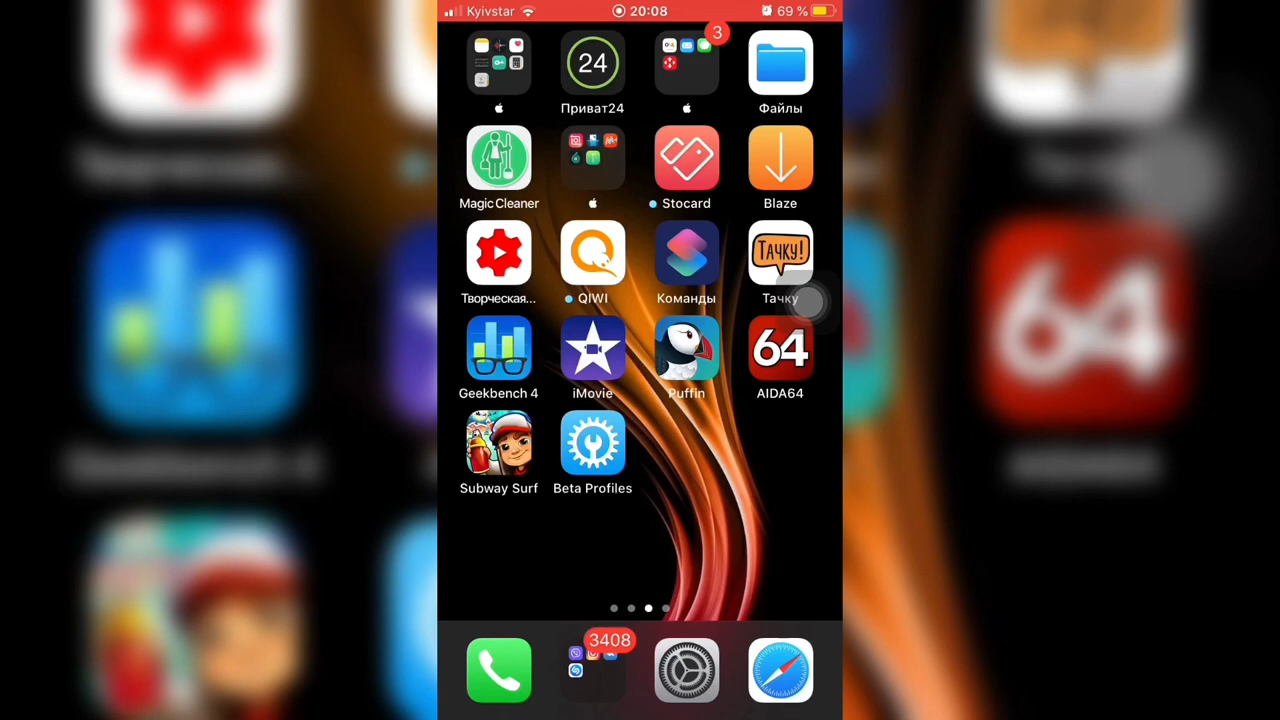 Kyivstar 20:08 69 %
24
3
Приват24 Файлы
Magic Cleaner Stocard Blaze
ТАЧКУ!
Творческая... QIWI Команды Тачку
64
Geekbench 4 iMovie Puffin AIDA64
Subway Surf Beta Profiles
3408
64